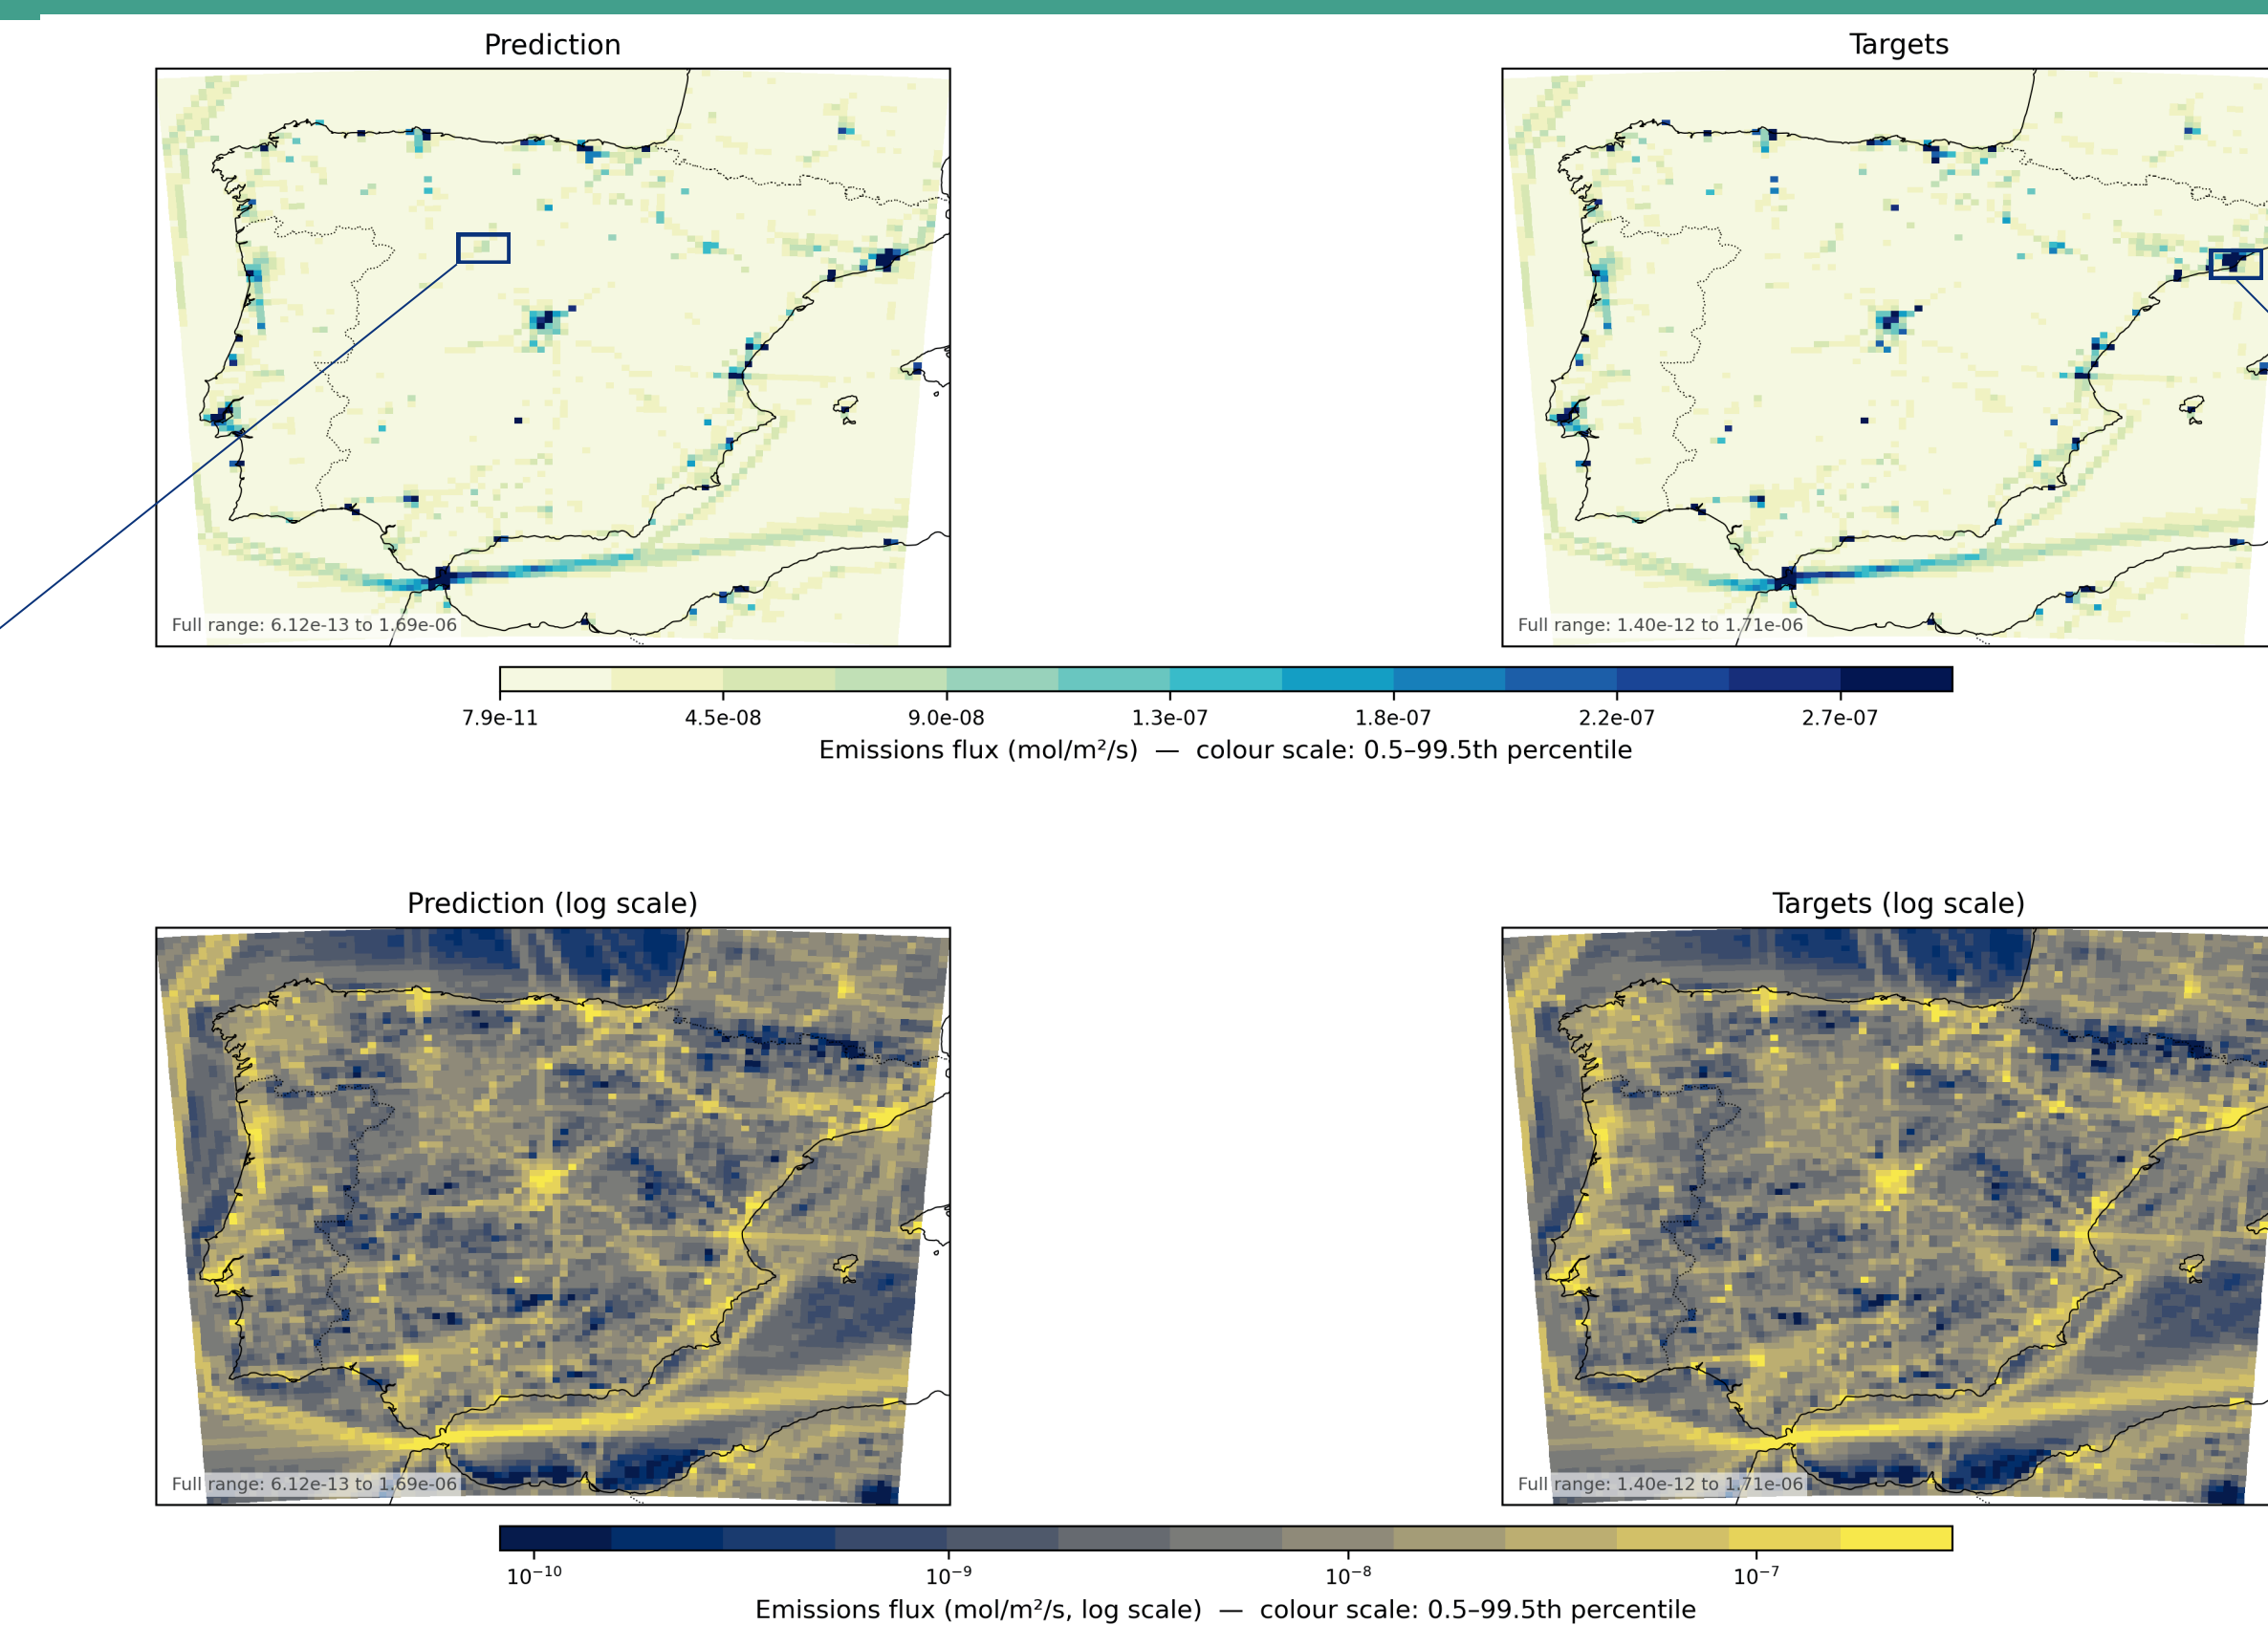 Prediction
Targets
Full range: 6.12e-13 to 1.69e-06
Full range: 1.40e-12 to 1.71e-06
7.9e-11 4.5e-08 9.0e-08 1.3e-07 1.8e-07 2.2e-07 2.7e-07
Emissions flux (mol/m²/s) — colour scale: 0.5–99.5th percentile
Prediction (log scale)
Targets (log scale)
Full range: 6.12e-13 to 1.69e-06
Full range: 1.40e-12 to 1.71e-06
10⁻¹⁰ 10⁻⁹ 10⁻⁸ 10⁻⁷
Emissions flux (mol/m²/s, log scale) — colour scale: 0.5–99.5th percentile